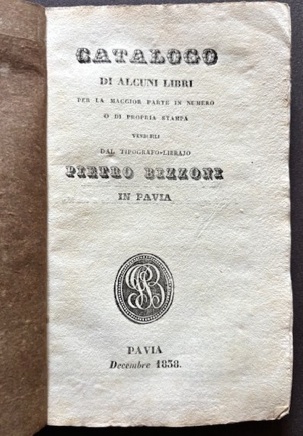 CATALOGO
DI ALCUNI LIBRI
PER LA MAGGIOR PARTE IN NUMERO
O DI PROPRIA STAMPA
VENDIBILI
DAL TIPOGRAFO-LIBRAJO
PIETRO BIZZONI
IN PAVIA
PAVIA
Decembre 1838.